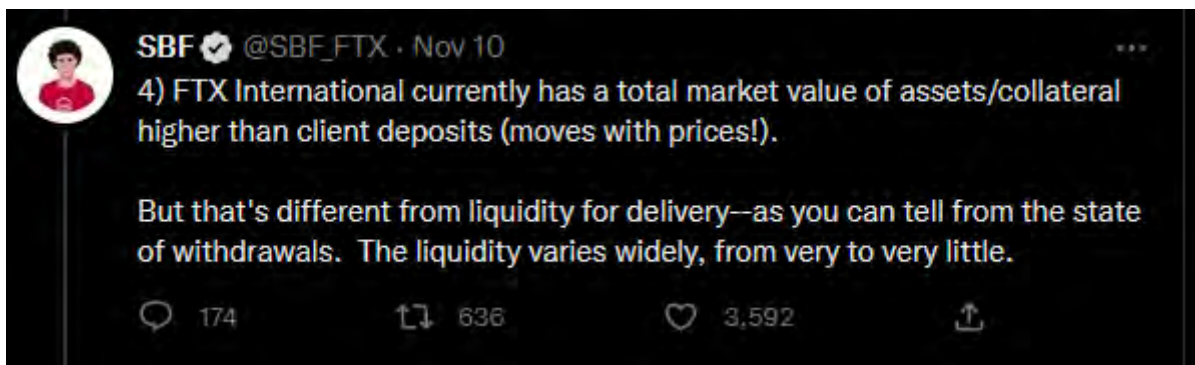 SBF @SBF_FTX · Nov 10
4) FTX International currently has a total market value of assets/collateral
higher than client deposits (moves with prices!).
But that's different from liquidity for delivery--as you can tell from the state
of withdrawals.  The liquidity varies widely, from very to very little.
174 636 3,592